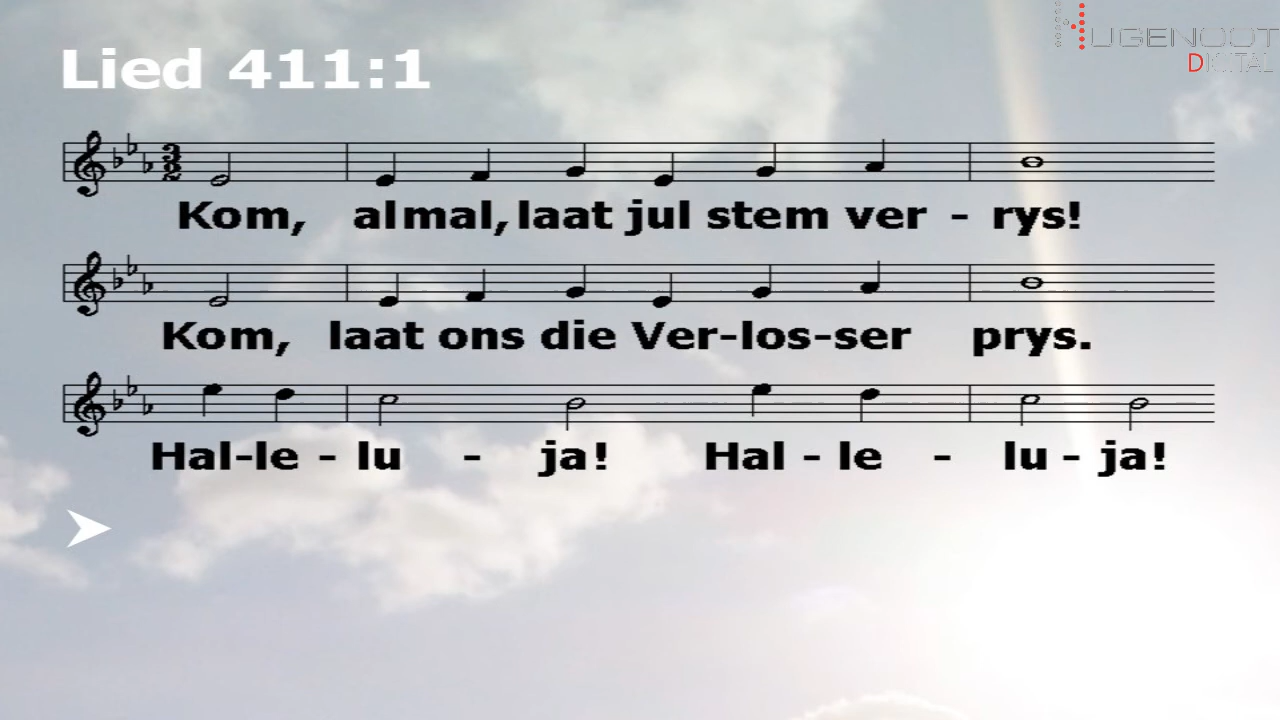 HUGENOOT
DIGITAL
Lied 411:1
Kom, almal, laat jul stem ver - rys!
Kom, laat ons die Ver-los-ser prys.
Hal-le - lu - ja! Hal - le - lu - ja!